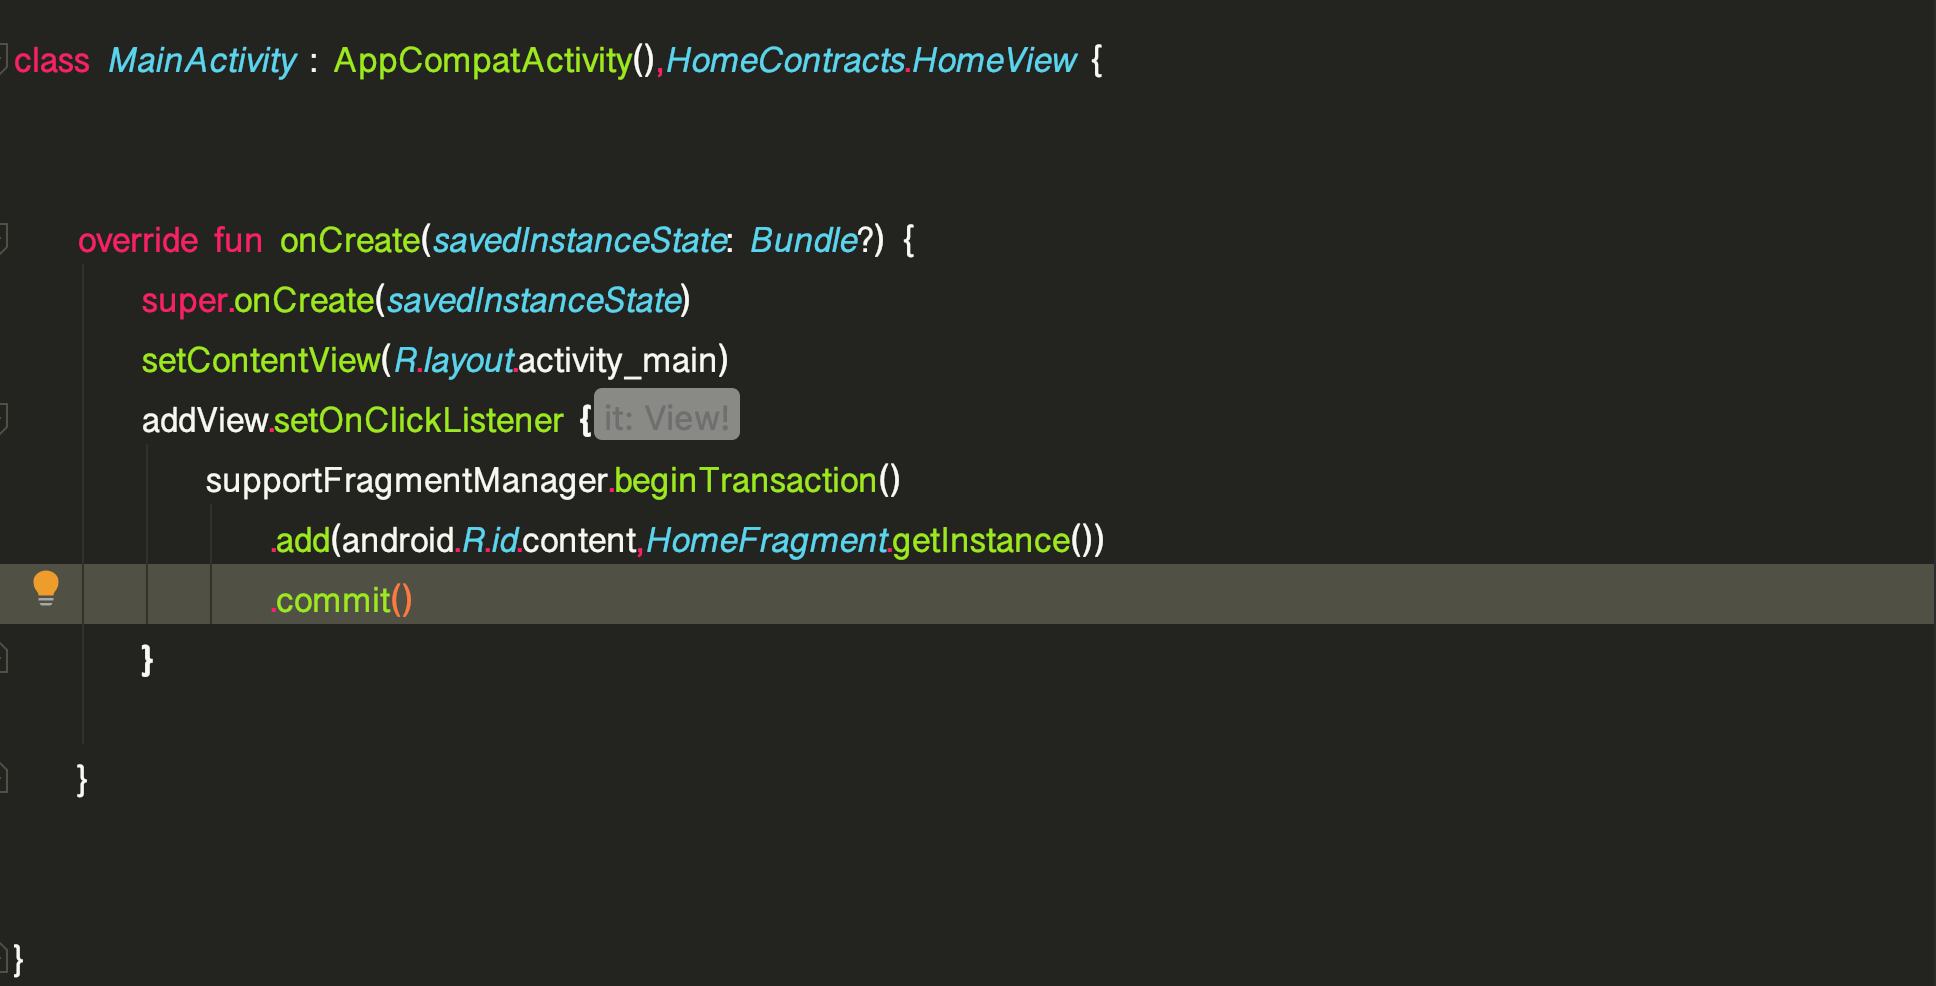 class MainActivity : AppCompatActivity(),HomeContracts.HomeView {
override fun onCreate(savedInstanceState: Bundle?) {
super.onCreate(savedInstanceState)
setContentView(R.layout.activity_main)
addView.setOnClickListener { it: View!
supportFragmentManager.beginTransaction()
.add(android.R.id.content,HomeFragment.getInstance())
.commit()
}
}
}